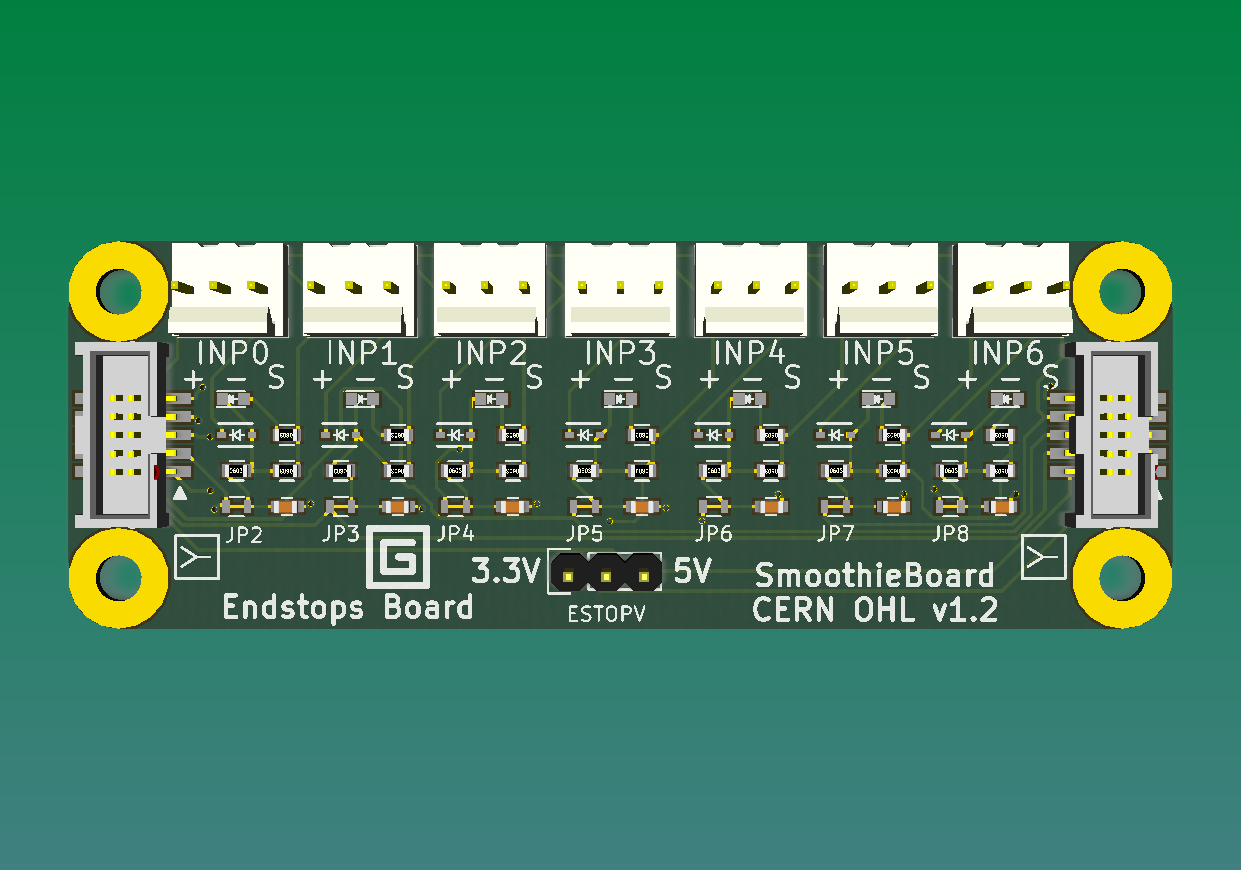 INP0 INP1 INP2 INP3 INP4 INP5 INP6
+ − S + − S + − S + − S + − S + − S + − S
JP2 JP3 JP4 JP5 JP6 JP7 JP8
Y G 3.3V 5V Y
SmoothieBoard
Endstops Board ESTOPV CERN OHL v1.2